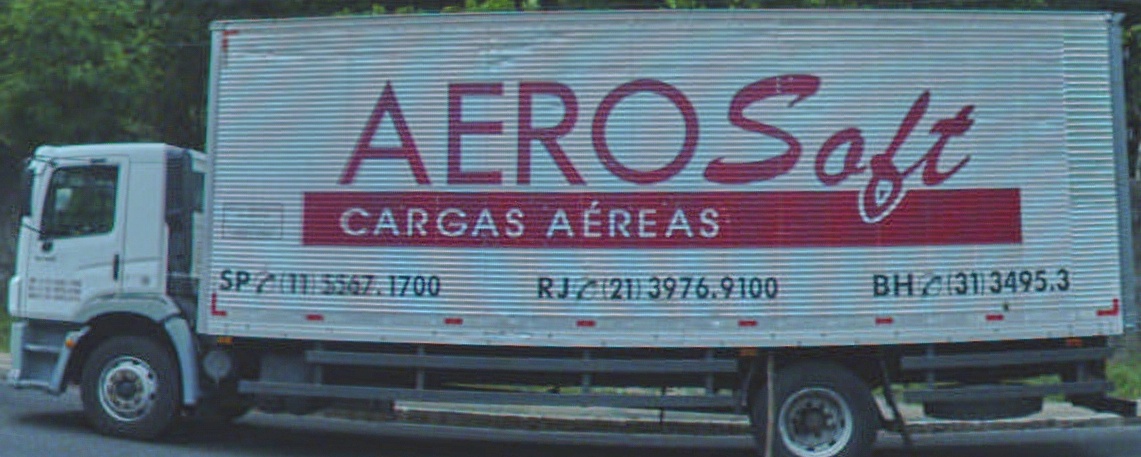 AEROSoft
CARGAS AÉREAS
SP (11) 5567.1700 RJ (21) 3976.9100 BH (31) 3495.3